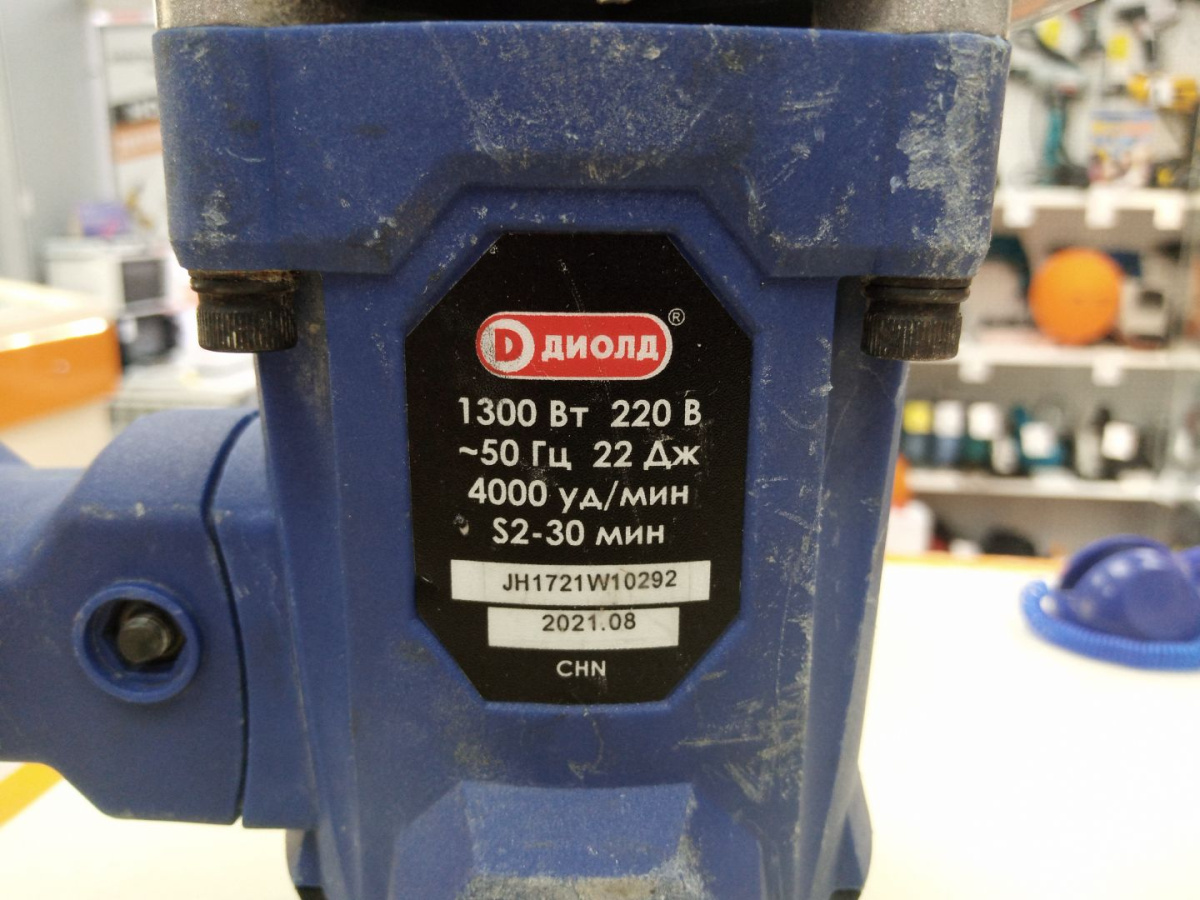 D ДИОЛД ®
1300 Вт 220 В
~50 Гц 22 Дж
4000 уд/мин
S2-30 мин
JH1721W10292
2021.08
CHN